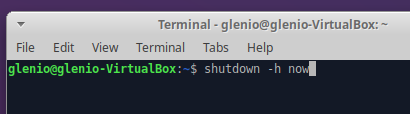 Terminal - glenio@glenio-VirtualBox: ~
File Edit View Terminal Tabs Help
glenio@glenio-VirtualBox:~$ shutdown -h now